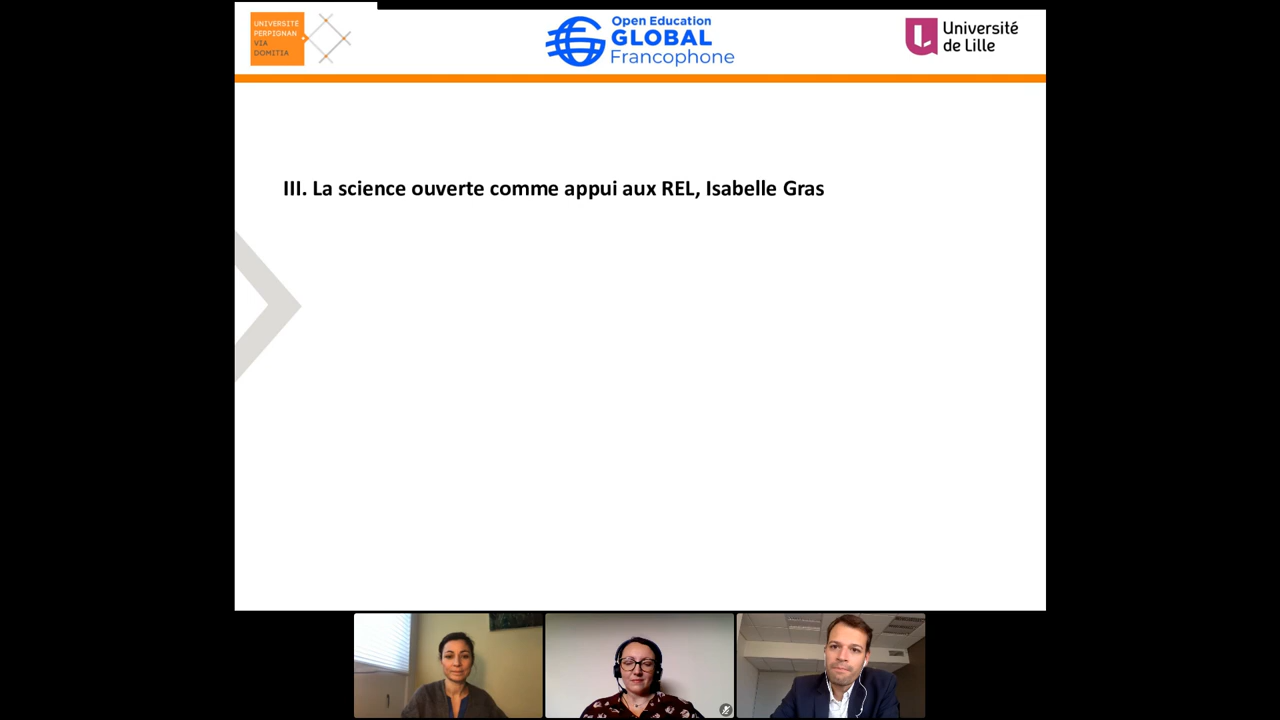 UNIVERSITÉ
PERPIGNAN
VIA
DOMITIA
Open Education
GLOBAL
Francophone
Université
de Lille
III. La science ouverte comme appui aux REL, Isabelle Gras